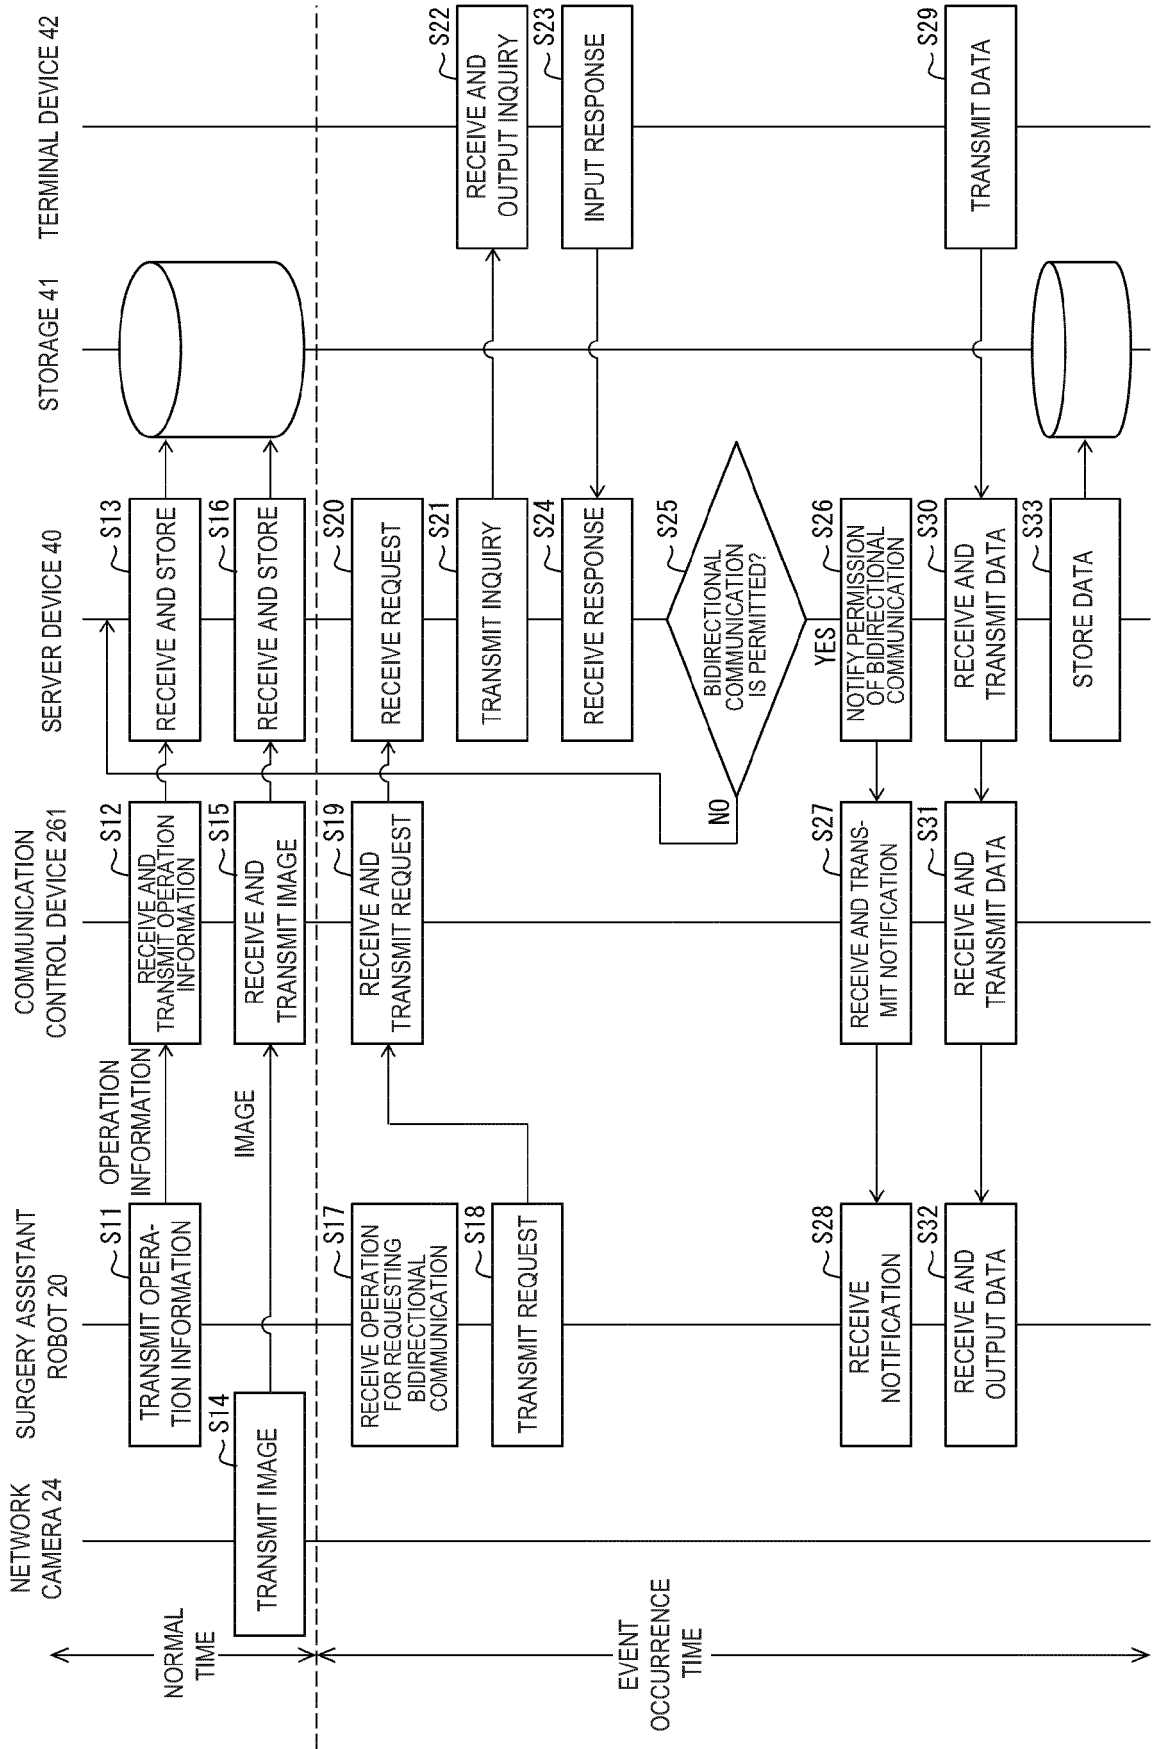 NETWORK
CAMERA 24
SURGERY ASSISTANT
ROBOT 20
COMMUNICATION
CONTROL DEVICE 261
SERVER DEVICE 40
STORAGE 41
TERMINAL DEVICE 42
NORMAL
TIME
S11
TRANSMIT OPERA-
TION INFORMATION
OPERATION
INFORMATION
S12
RECEIVE AND
TRANSMIT OPERATION
INFORMATION
S13
RECEIVE AND STORE
S14
TRANSMIT IMAGE
IMAGE
S15
RECEIVE AND
TRANSMIT IMAGE
S16
RECEIVE AND STORE
EVENT
OCCURRENCE
TIME
S17
RECEIVE OPERATION
FOR REQUESTING
BIDIRECTIONAL
COMMUNICATION
S18
TRANSMIT REQUEST
S19
RECEIVE AND
TRANSMIT REQUEST
S20
RECEIVE REQUEST
S21
TRANSMIT INQUIRY
S22
RECEIVE AND
OUTPUT INQUIRY
S23
INPUT RESPONSE
S24
RECEIVE RESPONSE
S25
BIDIRECTIONAL
COMMUNICATION
IS PERMITTED?
NO
YES
S26
NOTIFY PERMISSION
OF BIDIRECTIONAL
COMMUNICATION
S27
RECEIVE AND TRANS-
MIT NOTIFICATION
S28
RECEIVE
NOTIFICATION
S29
TRANSMIT DATA
S30
RECEIVE AND
TRANSMIT DATA
S31
RECEIVE AND
TRANSMIT DATA
S32
RECEIVE AND
OUTPUT DATA
S33
STORE DATA